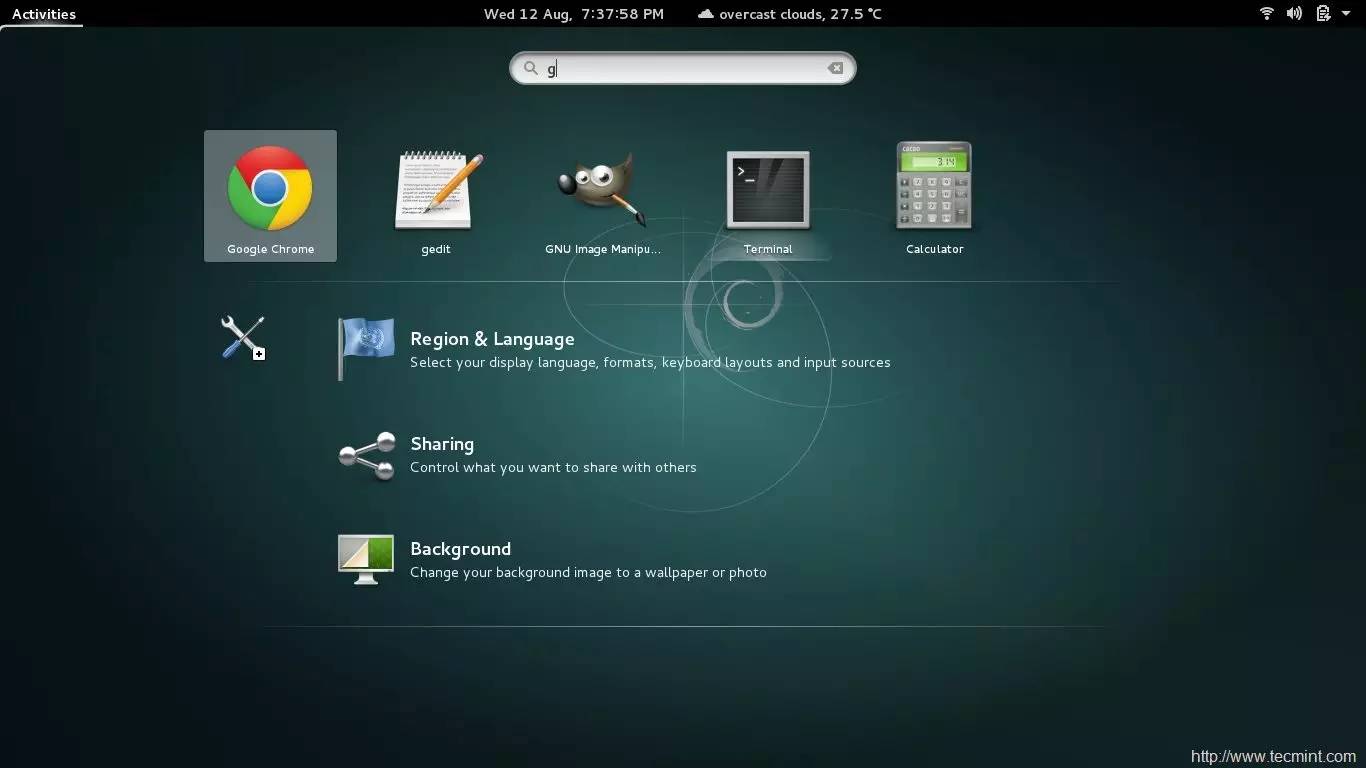 Activities
Wed 12 Aug, 7:37:58 PM
overcast clouds, 27.5 °C
g
Google Chrome
gedit
GNU Image Manipu...
Terminal
Calculator
Region & Language
Select your display language, formats, keyboard layouts and input sources
Sharing
Control what you want to share with others
Background
Change your background image to a wallpaper or photo
http://www.tecmint.com